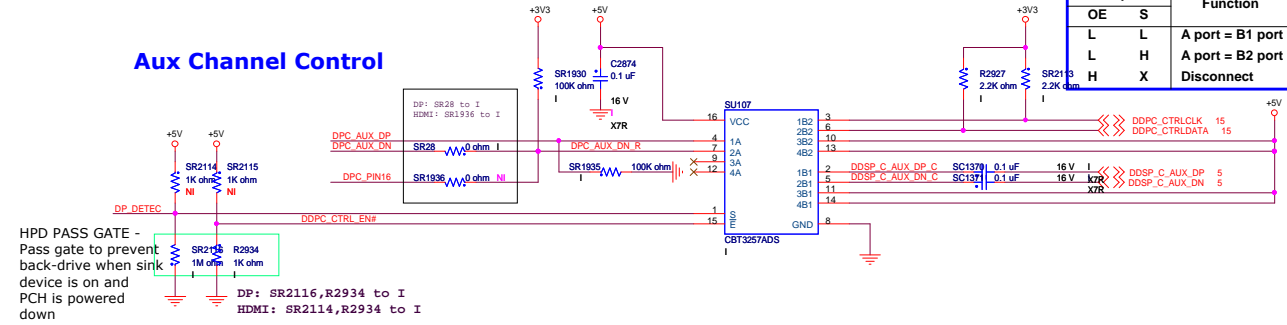 Aux Channel Control
Function
OE S
L L A port = B1 port
L H A port = B2 port
H X Disconnect
+3V3
+5V
+3V3
+5V
SR1930
100K ohm
I
C2874
0.1 uF
16 V
X7R
R2927
2.2K ohm
I
SR2113
2.2K ohm
DP: SR28 to I
HDMI: SR1936 to I
DPC_AUX_DP
DPC_AUX_DN
SR28 0 ohm I
DPC_AUX_DN_R
DPC_PIN16
SR1936 0 ohm NI
SR1935
I
100K ohm
SU107
16 VCC
4 1A
7 2A
9 3A
12 4A
1 S
15 E
1B2 3
2B2 6
3B2 10
4B2 13
1B1 2
2B1 5
3B1 11
4B1 14
GND 8
CBT3257ADS
I
DDPC_CTRLCLK 15
DDPC_CTRLDATA 15
DDSP_C_AUX_DP_C
DDSP_C_AUX_DN_C
SC1370 0.1 uF 16 V I
SC1371 0.1 uF 16 V I
X7R
X7R
DDSP_C_AUX_DP 5
DDSP_C_AUX_DN 5
+5V
+5V
SR2114
1K ohm
NI
SR2115
1K ohm
NI
DP_DETEC
DDPC_CTRL_EN#
SR2116
1M ohm
I
R2934
1K ohm
I
HPD PASS GATE -
Pass gate to prevent
back-drive when sink
device is on and
PCH is powered
down
DP: SR2116,R2934 to I
HDMI: SR2114,R2934 to I